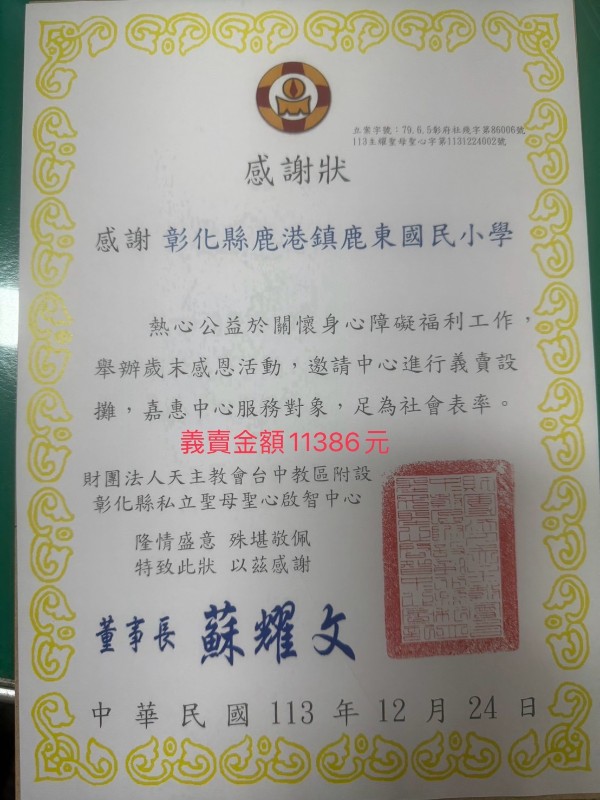 立案字號：79.6.5彰府社殘字第86006號
113主耀聖母聖心字第1131224002號
感謝狀
感謝 彰化縣鹿港鎮鹿東國民小學
熱心公益於關懷身心障礙福利工作，
舉辦歲末感恩活動，邀請中心進行義賣設
攤，嘉惠中心服務對象，足為社會表率。
義賣金額11386元
財團法人天主教會台中教區附設
彰化縣私立聖母聖心啟智中心
隆情盛意 殊堪敬佩
特致此狀 以茲感謝
董事長 蘇耀文
中華民國 113 年 12 月 24 日